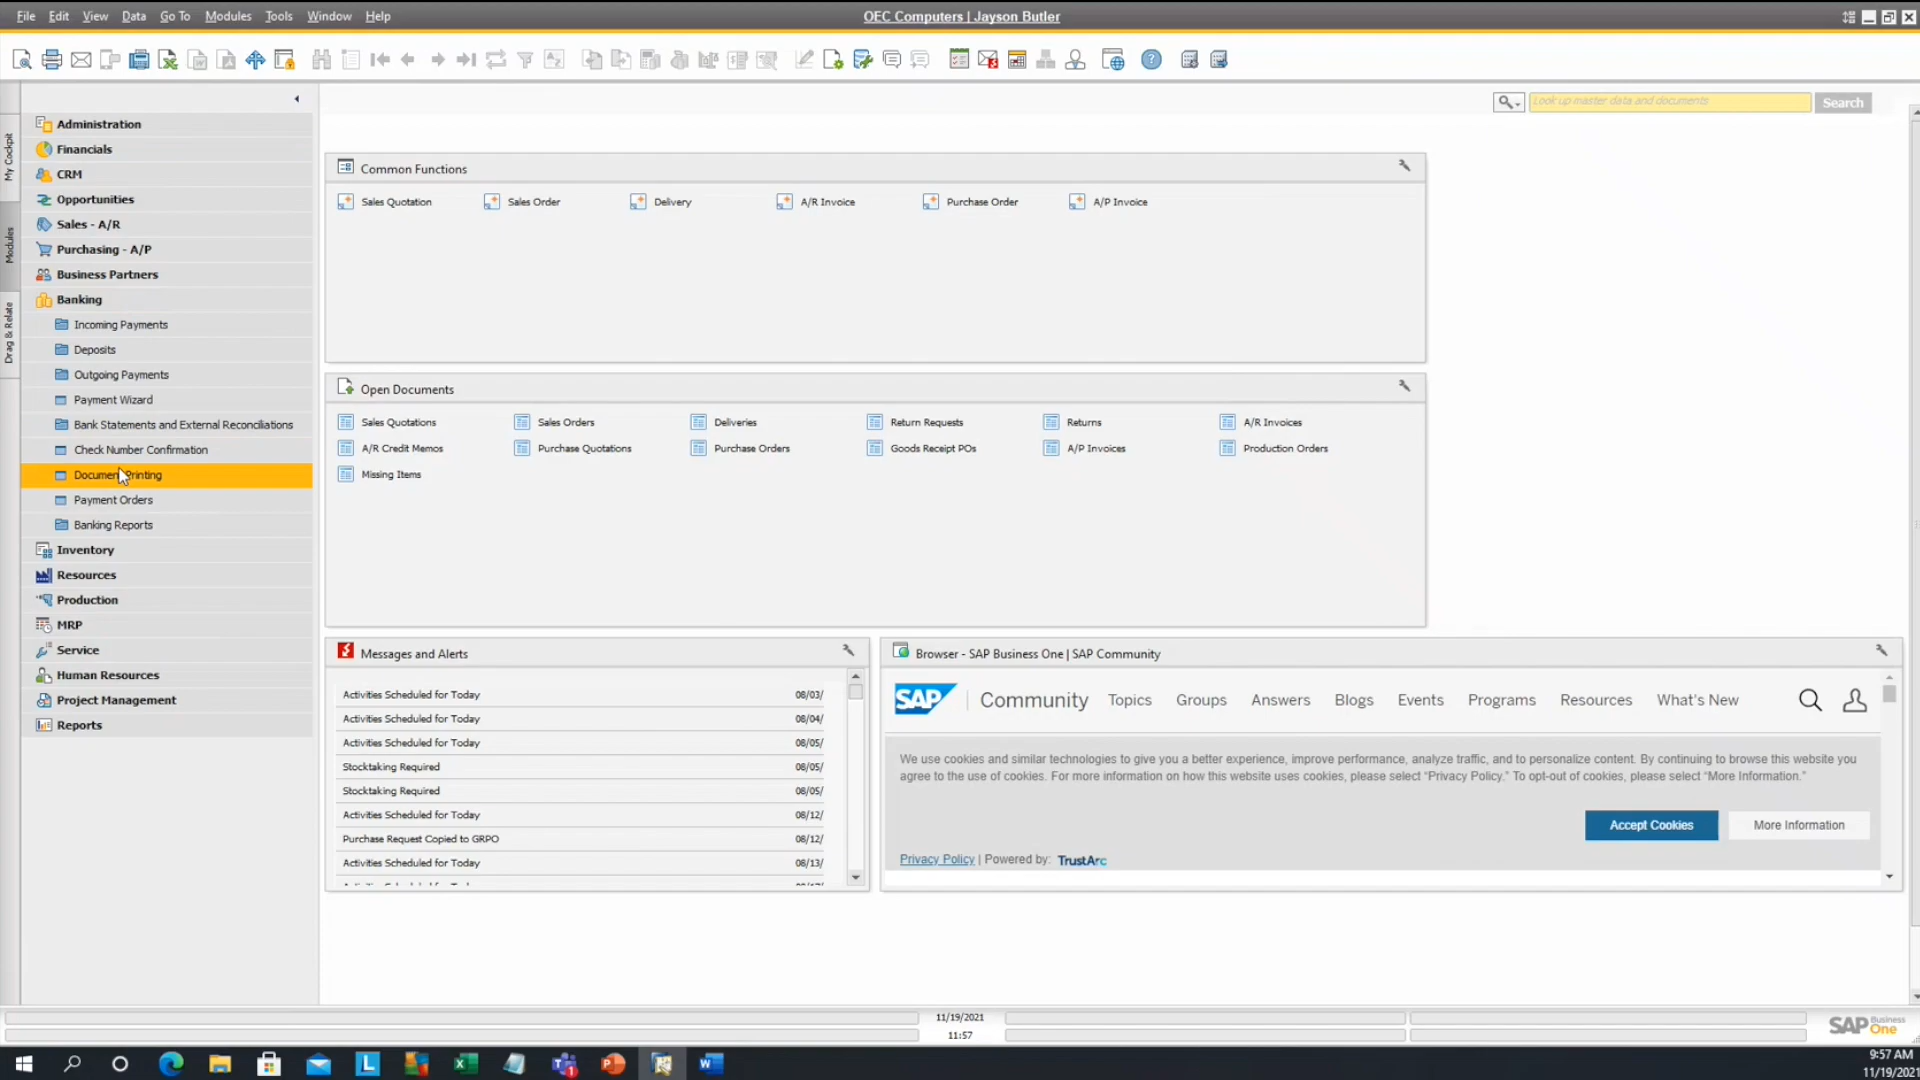 File Edit View Data Go To Modules Tools Window Help
OEC Computers | Jayson Butler
Look up master data and documents
Search
My Cockpit
Modules
Drag & Relate
Administration
Financials
CRM
Opportunities
Sales - A/R
Purchasing - A/P
Business Partners
Banking
Incoming Payments
Deposits
Outgoing Payments
Payment Wizard
Bank Statements and External Reconciliations
Check Number Confirmation
Document Printing
Payment Orders
Banking Reports
Inventory
Resources
Production
MRP
Service
Human Resources
Project Management
Reports
Common Functions
Sales Quotation Sales Order Delivery A/R Invoice Purchase Order A/P Invoice
Open Documents
Sales Quotations Sales Orders Deliveries Return Requests Returns A/R Invoices
A/R Credit Memos Purchase Quotations Purchase Orders Goods Receipt POs A/P Invoices Production Orders
Missing Items
Messages and Alerts
Activities Scheduled for Today 08/03/
Activities Scheduled for Today 08/04/
Activities Scheduled for Today 08/05/
Stocktaking Required 08/05/
Stocktaking Required 08/05/
Activities Scheduled for Today 08/12/
Purchase Request Copied to GRPO 08/12/
Activities Scheduled for Today 08/13/
Browser - SAP Business One | SAP Community
SAP Community Topics Groups Answers Blogs Events Programs Resources What's New
We use cookies and similar technologies to give you a better experience, improve performance, analyze traffic, and to personalize content. By continuing to browse this website you
agree to the use of cookies. For more information on how this website uses cookies, please select "Privacy Policy." To opt-out of cookies, please select "More Information."
Accept Cookies More Information
Privacy Policy | Powered by: TrustArc
11/19/2021
11:57
SAP Business One
9:57 AM
11/19/2021